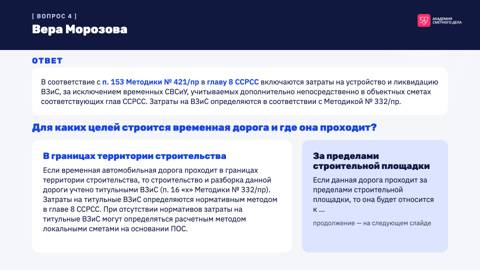 [ ВОПРОС 4 ]
Вера Морозова
АКАДЕМИЯ
СМЕТНОГО ДЕЛА
ОТВЕТ
В соответствие с п. 153 Методики № 421/пр в главу 8 ССРСС включаются затраты на устройство и ликвидацию
ВЗиС, за исключением временных СВСиУ, учитываемых дополнительно непосредственно в объектных сметах
соответствующих глав ССРСС. Затраты на ВЗиС определяются в соответствии с Методикой № 332/пр.
Для каких целей строится временная дорога и где она проходит?
В границах территории строительства
Если временная автомобильная дорога проходит в границах
территории строительства, то строительство и разборка данной
дороги учтено титульными ВЗиС (п. 16 «к» Методики № 332/пр).
Затраты на титульные ВЗиС определяются нормативным методом
в главе 8 ССРСС. При отсутствии нормативов затраты на
титульные ВЗиС могут определяться расчетным методом
локальными сметами на основании ПОС.
За пределами
строительной площадки
Если данная дорога проходит за
пределами строительной
площадки, то она будет относится
к ...
продолжение — на следующем слайде